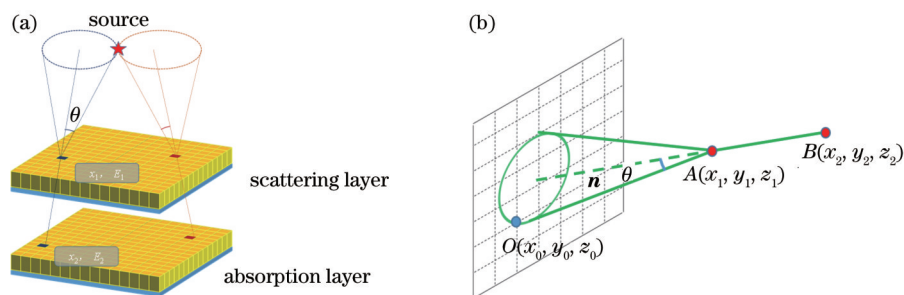 (a)
source
θ
x₁, E₁
scattering layer
x₂, E₂
absorption layer
(b)
B(x₂, y₂, z₂)
n θ A(x₁, y₁, z₁)
O(x₀, y₀, z₀)